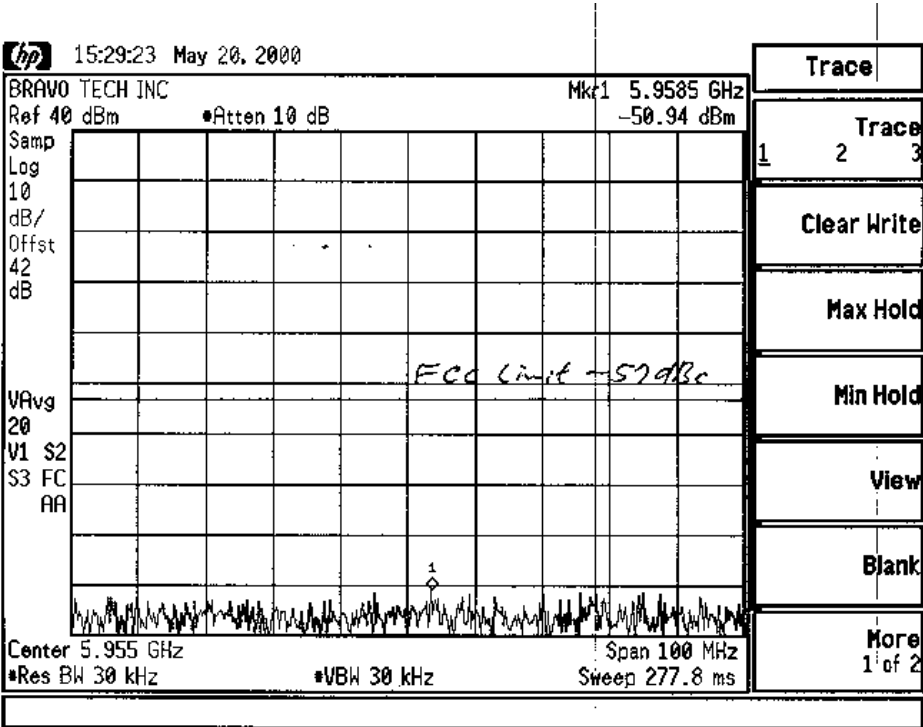 hp 15:29:23 May 20, 2000
BRAVO TECH INC
Mkr1 5.9585 GHz
Ref 40 dBm •Atten 10 dB -50.94 dBm
Samp
Log
10
dB/
Offst
42
dB
FCC Limit -57dBc
VAvg
20
V1 S2
S3 FC
AA
1
Center 5.955 GHz Span 100 MHz
•Res BW 30 kHz •VBW 30 kHz Sweep 277.8 ms
Trace
Trace
1 2 3
Clear Write
Max Hold
Min Hold
View
Blank
More
1 of 2